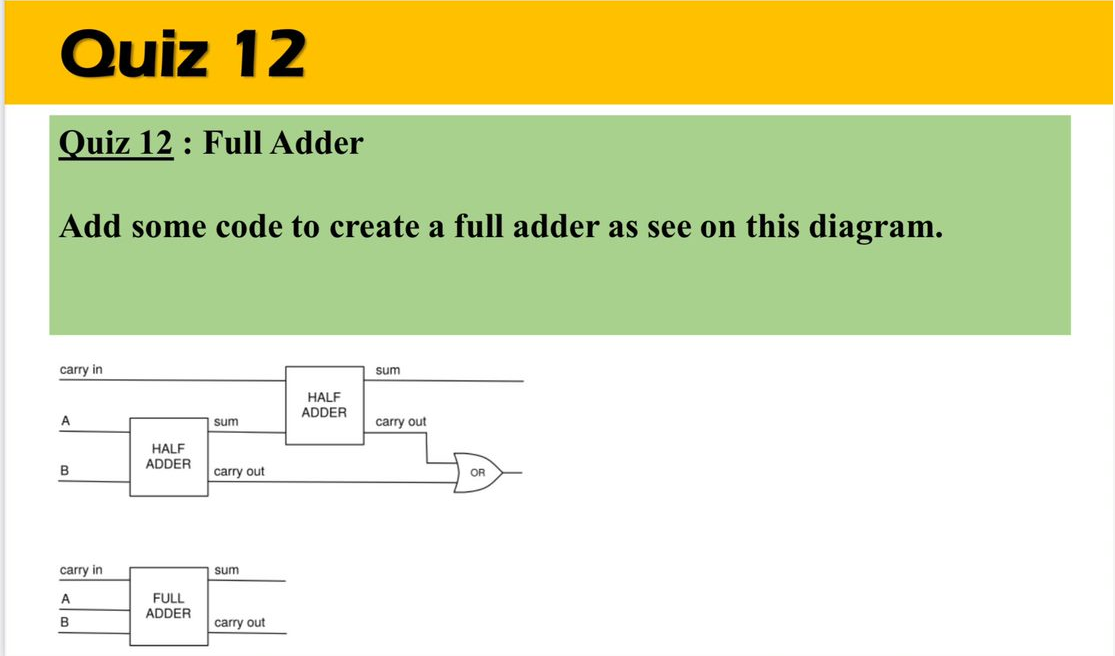 Quiz 12
Quiz 12 : Full Adder
Add some code to create a full adder as see on this diagram.
carry in
sum
HALF
ADDER
A
sum
carry out
HALF
ADDER
B
carry out
OR
carry in
sum
A
FULL
ADDER
B
carry out